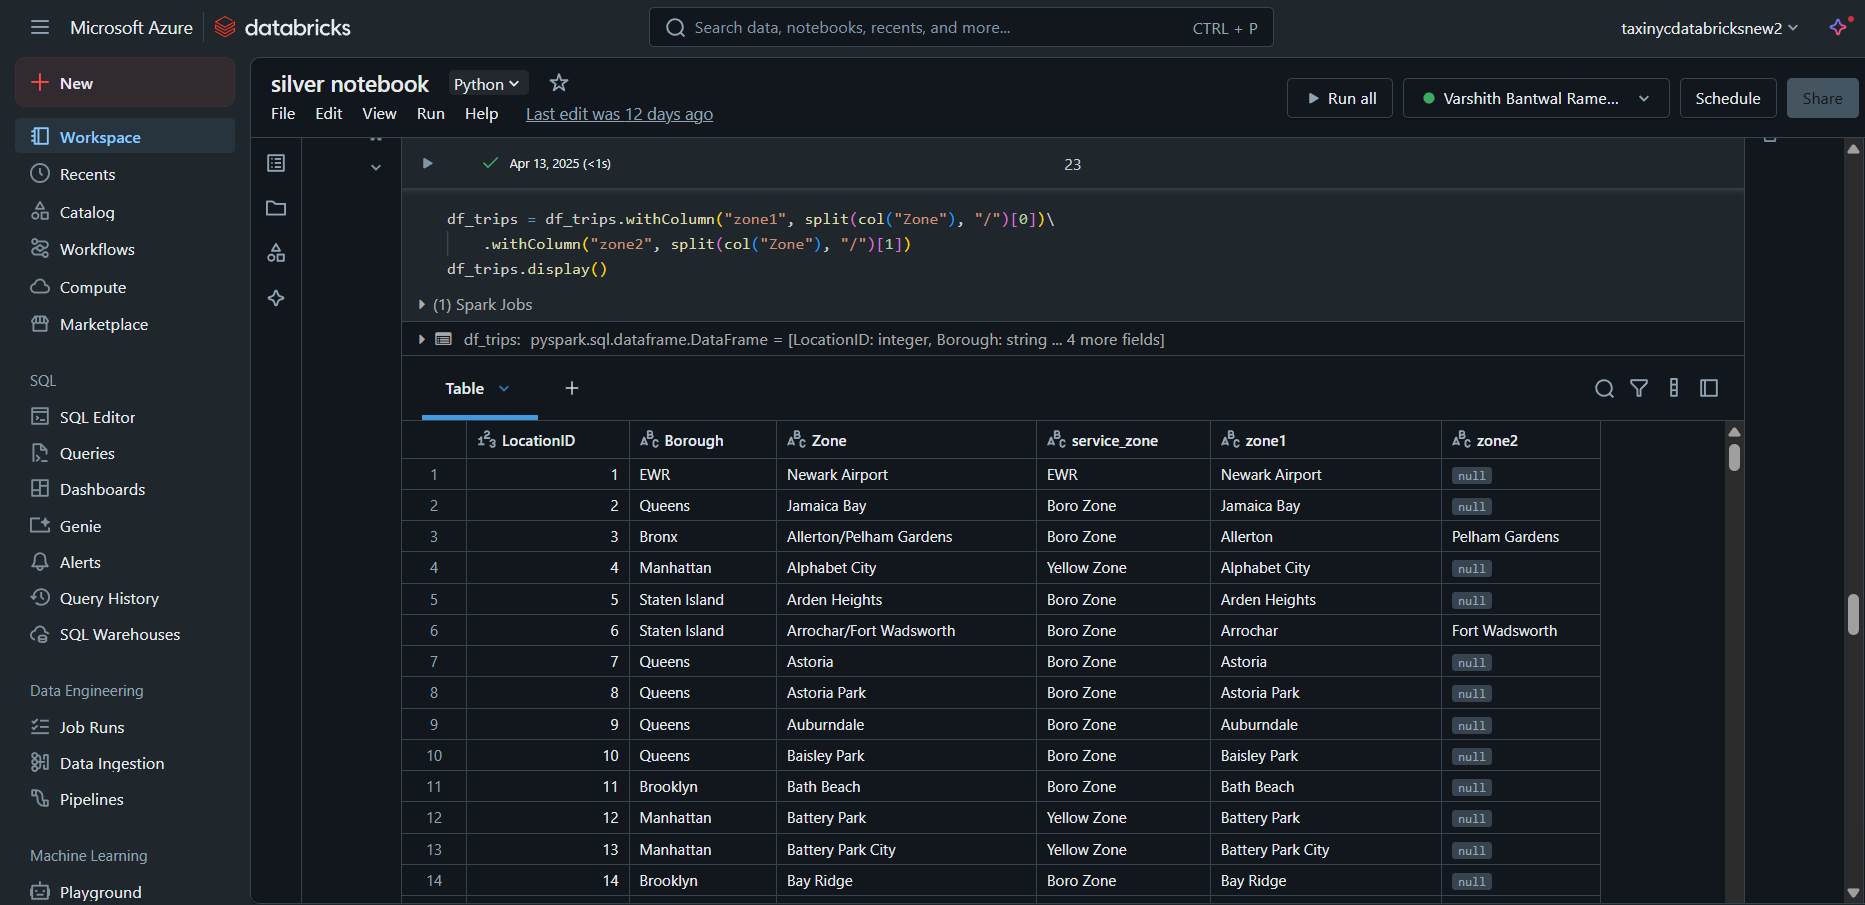 Microsoft Azure databricks Search data, notebooks, recents, and more... CTRL + P taxinycdatabricksnew2
New
Workspace
Recents
Catalog
Workflows
Compute
Marketplace
SQL
SQL Editor
Queries
Dashboards
Genie
Alerts
Query History
SQL Warehouses
Data Engineering
Job Runs
Data Ingestion
Pipelines
Machine Learning
Playground
silver notebook Python
File Edit View Run Help Last edit was 12 days ago
Run all Varshith Bantwal Rame... Schedule Share
Apr 13, 2025 (<1s) 23
df_trips = df_trips.withColumn("zone1", split(col("Zone"), "/")[0])\
.withColumn("zone2", split(col("Zone"), "/")[1])
df_trips.display()
(1) Spark Jobs
df_trips: pyspark.sql.dataframe.DataFrame = [LocationID: integer, Borough: string ... 4 more fields]
Table +
LocationID Borough Zone service_zone zone1 zone2
1 1 EWR Newark Airport EWR Newark Airport null
2 2 Queens Jamaica Bay Boro Zone Jamaica Bay null
3 3 Bronx Allerton/Pelham Gardens Boro Zone Allerton Pelham Gardens
4 4 Manhattan Alphabet City Yellow Zone Alphabet City null
5 5 Staten Island Arden Heights Boro Zone Arden Heights null
6 6 Staten Island Arrochar/Fort Wadsworth Boro Zone Arrochar Fort Wadsworth
7 7 Queens Astoria Boro Zone Astoria null
8 8 Queens Astoria Park Boro Zone Astoria Park null
9 9 Queens Auburndale Boro Zone Auburndale null
10 10 Queens Baisley Park Boro Zone Baisley Park null
11 11 Brooklyn Bath Beach Boro Zone Bath Beach null
12 12 Manhattan Battery Park Yellow Zone Battery Park null
13 13 Manhattan Battery Park City Yellow Zone Battery Park City null
14 14 Brooklyn Bay Ridge Boro Zone Bay Ridge null